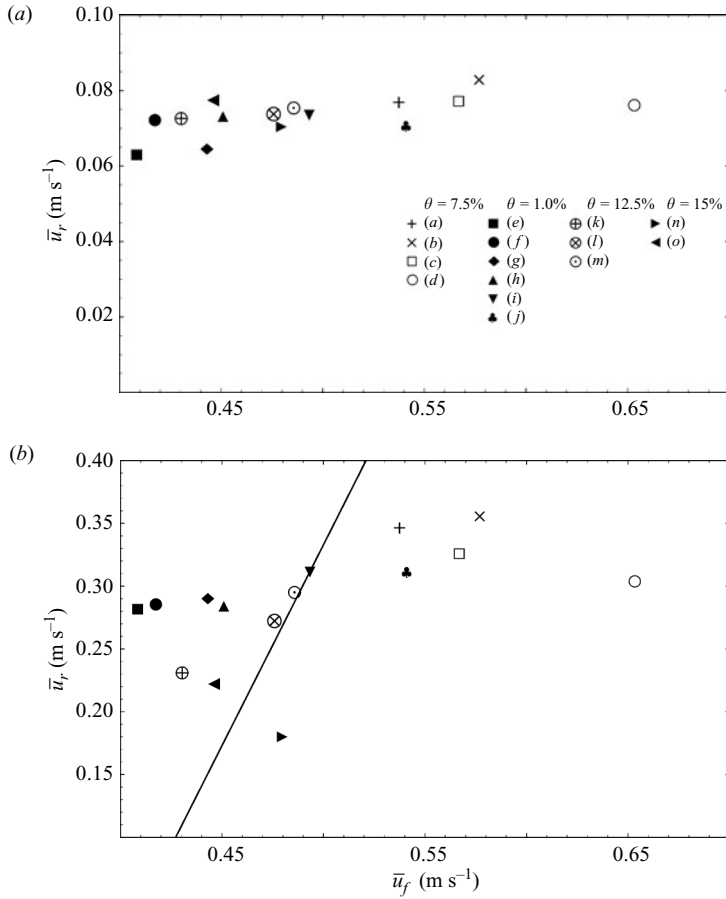 (a)
0.10
0.08
0.06
0.04
0.02
ū_r (m s⁻¹)
θ = 7.5% θ = 1.0% θ = 12.5% θ = 15%
(a) (e) (k) (n)
(b) (f) (l) (o)
(c) (g) (m)
(d) (h)
(i)
(j)
0.45 0.55 0.65
(b)
0.40
0.35
0.30
0.25
0.20
0.15
ū_r (m s⁻¹)
0.45 0.55 0.65
ū_f (m s⁻¹)